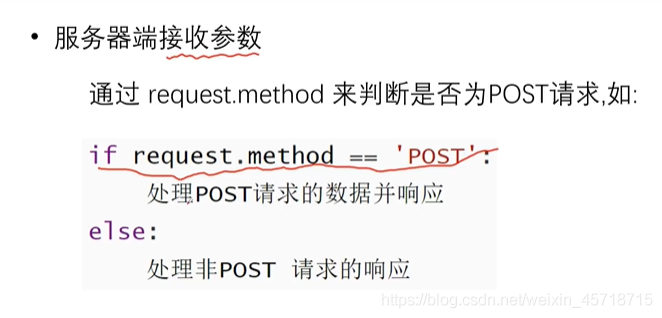 • 服务器端接收参数
通过 request.method 来判断是否为POST请求,如:
if request.method == 'POST':
处理POST请求的数据并响应
else:
处理非POST 请求的响应
https://blog.csdn.net/weixin_45718715